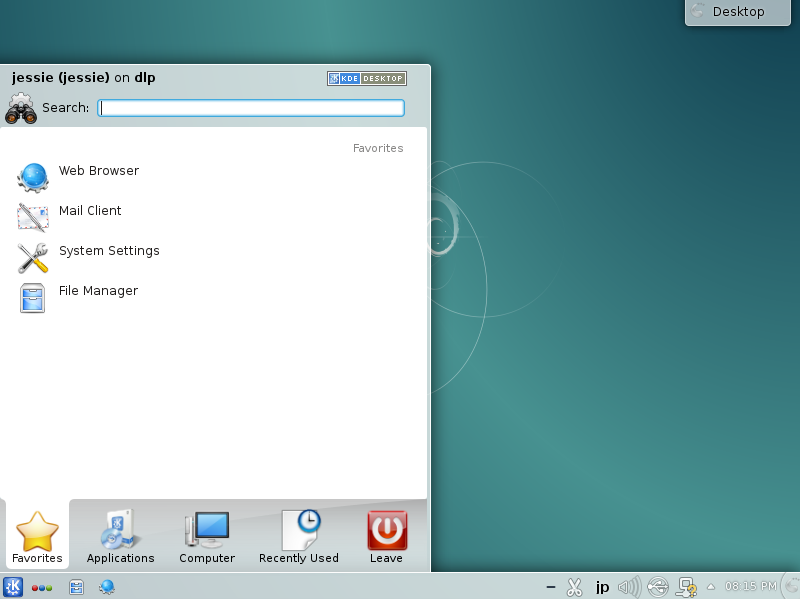 Desktop
jessie (jessie) on dlp
KDE DESKTOP
Search:
Favorites
Web Browser
Mail Client
System Settings
File Manager
Favorites
Applications
Computer
Recently Used
Leave
jp
08:15 PM